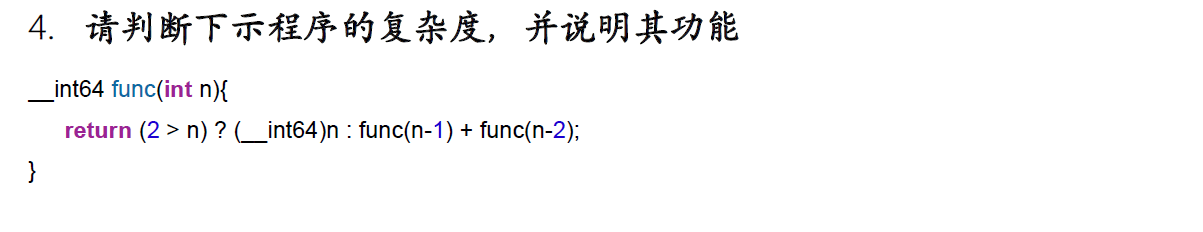 4. 请判断下示程序的复杂度，并说明其功能
__int64 func(int n){
return (2 > n) ? (__int64)n : func(n-1) + func(n-2);
}